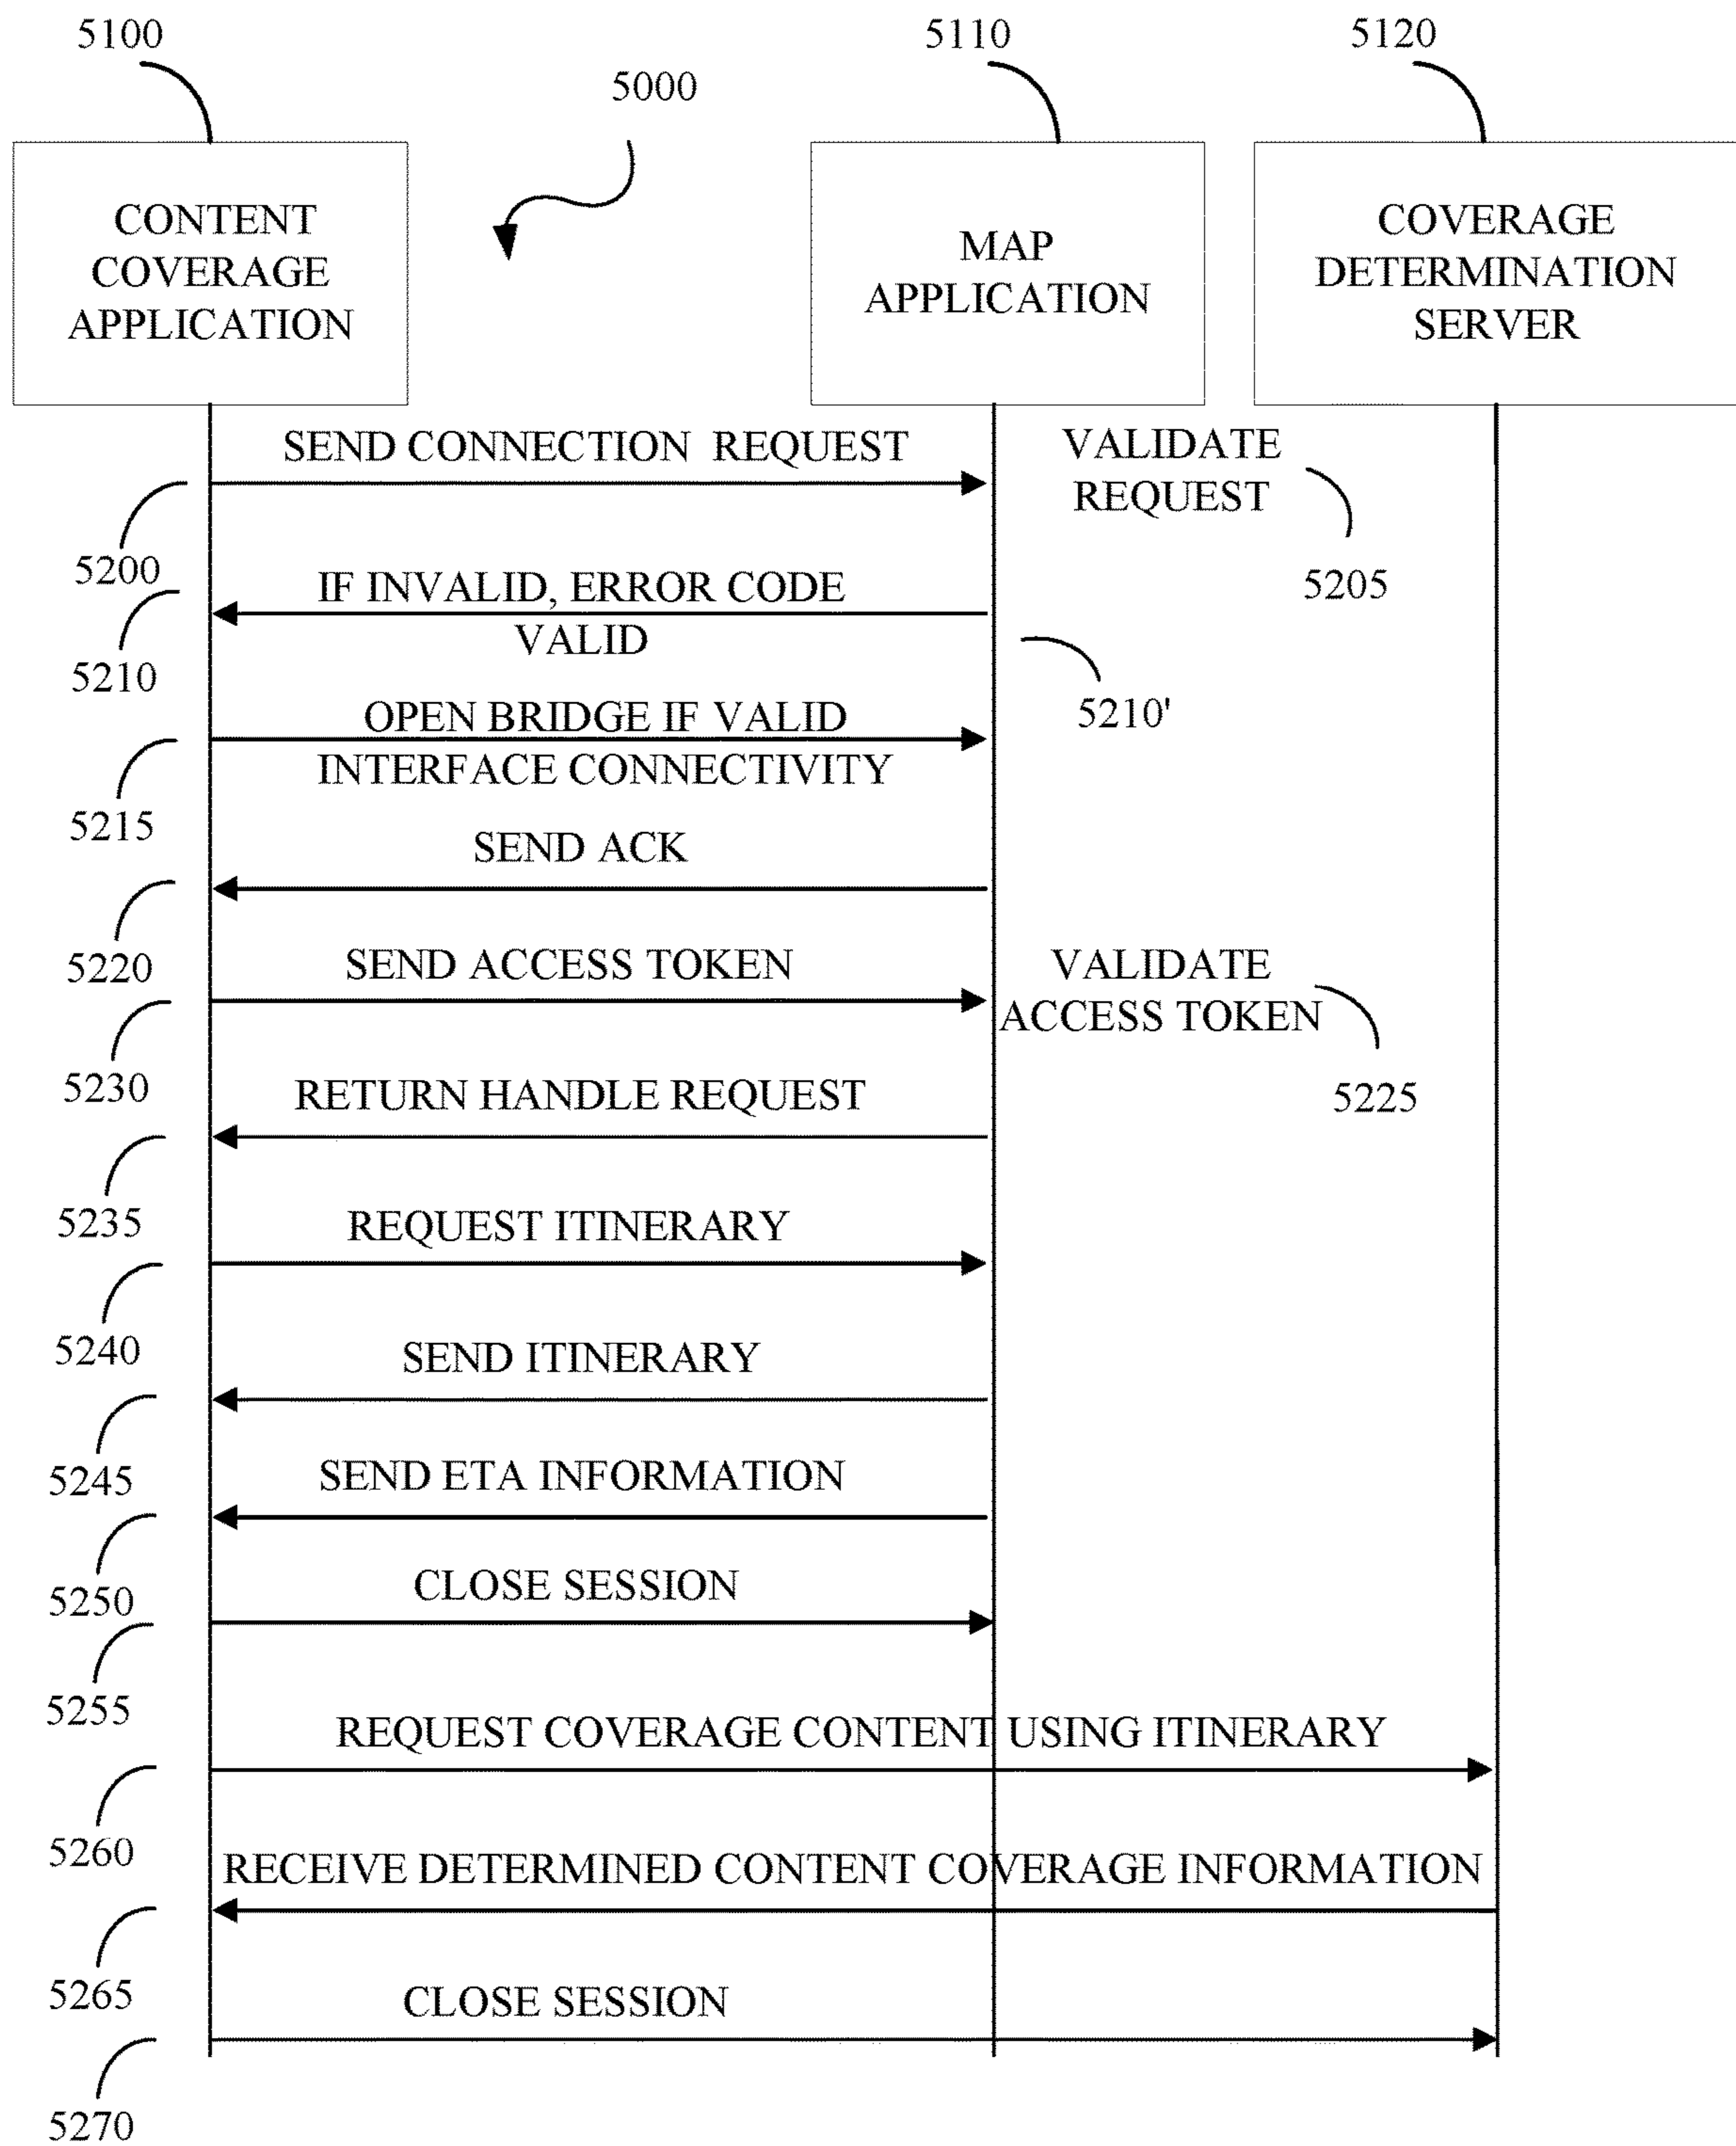 5100
5110
5120
5000
CONTENT
COVERAGE
APPLICATION
MAP
APPLICATION
COVERAGE
DETERMINATION
SERVER
SEND CONNECTION REQUEST
VALIDATE
REQUEST
5200
5205
IF INVALID, ERROR CODE
VALID
5210
5210'
OPEN BRIDGE IF VALID
INTERFACE CONNECTIVITY
5215
SEND ACK
5220
SEND ACCESS TOKEN
VALIDATE
ACCESS TOKEN
5230
5225
RETURN HANDLE REQUEST
5235
REQUEST ITINERARY
5240
SEND ITINERARY
5245
SEND ETA INFORMATION
5250
CLOSE SESSION
5255
REQUEST COVERAGE CONTENT USING ITINERARY
5260
RECEIVE DETERMINED CONTENT COVERAGE INFORMATION
5265
CLOSE SESSION
5270